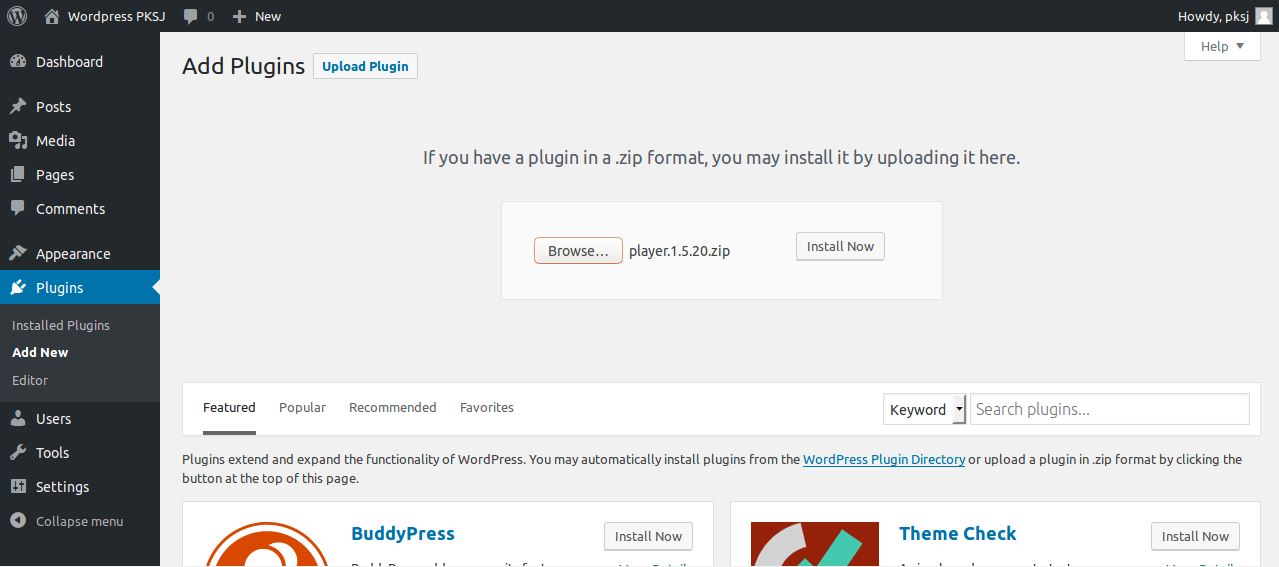 Wordpress PKSJ 0 New Howdy, pksj
Dashboard
Posts
Media
Pages
Comments
Appearance
Plugins
Installed Plugins
Add New
Editor
Users
Tools
Settings
Collapse menu
Help
Add Plugins Upload Plugin
If you have a plugin in a .zip format, you may install it by uploading it here.
Browse... player.1.5.20.zip Install Now
Featured Popular Recommended Favorites Keyword Search plugins...
Plugins extend and expand the functionality of WordPress. You may automatically install plugins from the WordPress Plugin Directory or upload a plugin in .zip format by clicking the
button at the top of this page.
BuddyPress Install Now
Theme Check Install Now